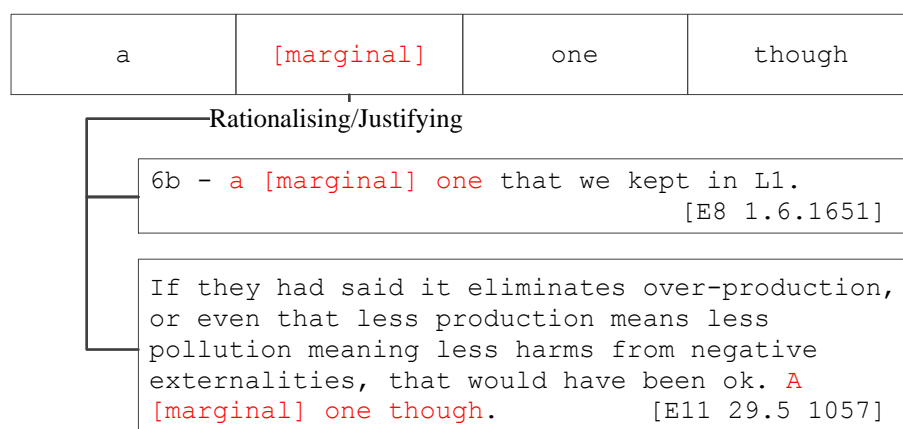 a [marginal] one though
Rationalising/Justifying
6b - a [marginal] one that we kept in L1.
[E8 1.6.1651]
If they had said it eliminates over-production,
or even that less production means less
pollution meaning less harms from negative
externalities, that would have been ok. A
[marginal] one though. [E11 29.5 1057]